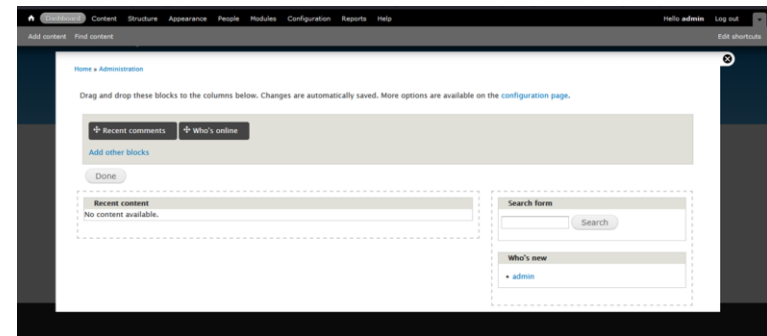 Dashboard Content Structure Appearance People Modules Configuration Reports Help Hello admin Log out
Add content Find content Edit shortcuts
Home » Administration
Drag and drop these blocks to the columns below. Changes are automatically saved. More options are available on the configuration page.
Recent comments Who's online
Add other blocks
Done
Recent content
No content available.
Search form
Search
Who's new
admin